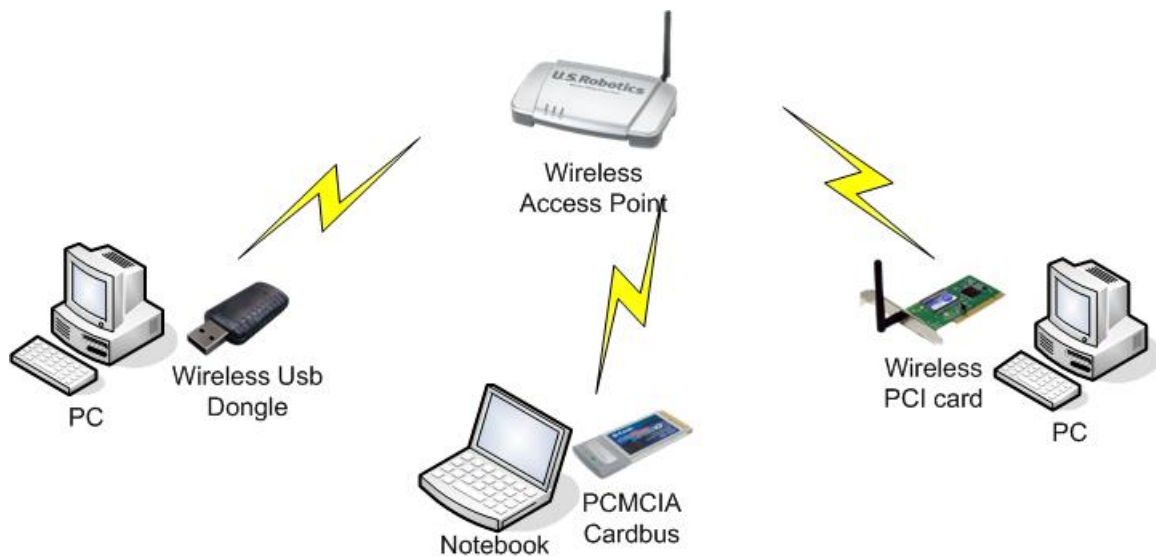 U.S.Robotics
Wireless
Access Point
PC
Wireless Usb
Dongle
Notebook
PCMCIA
Cardbus
Wireless
PCI card
PC